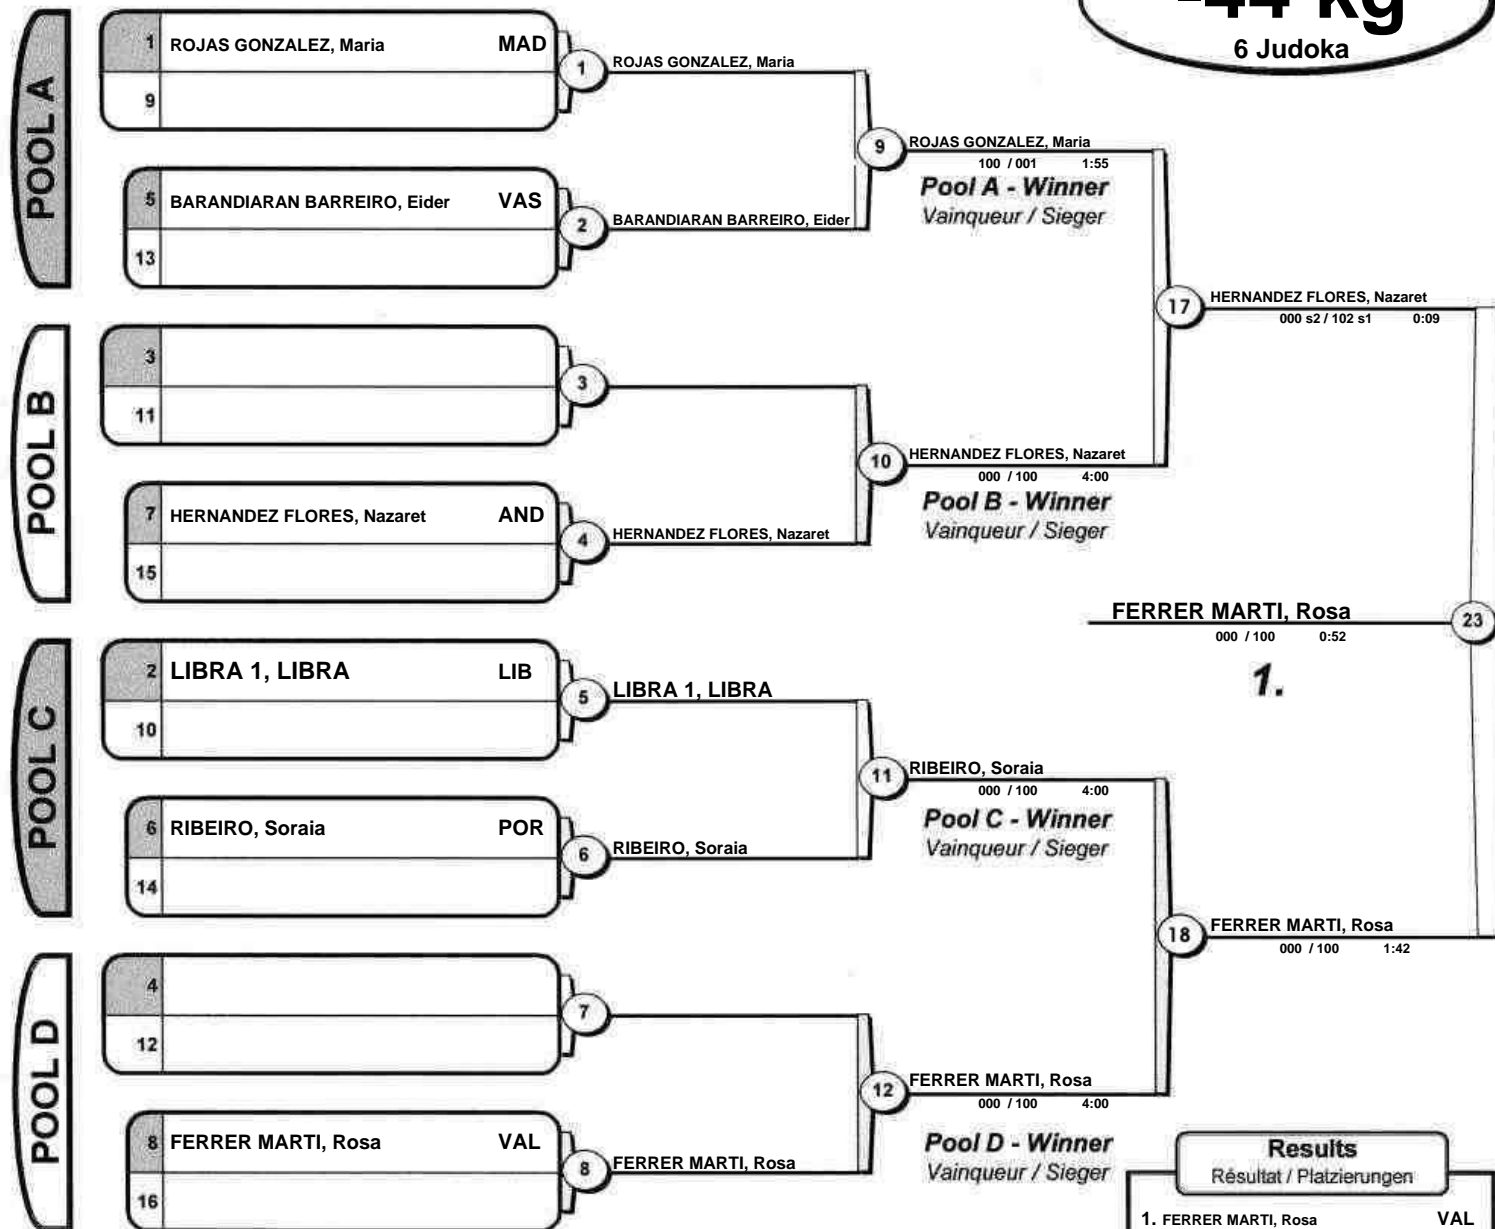 -44 kg
6 Judoka
POOL A
1 ROJAS GONZALEZ, Maria MAD
9
1 ROJAS GONZALEZ, Maria
5 BARANDIARAN BARREIRO, Eider VAS
13
2 BARANDIARAN BARREIRO, Eider
9 ROJAS GONZALEZ, Maria
100 / 001 1:55
Pool A - Winner
Vainqueur / Sieger
POOL B
3
11
3
7 HERNANDEZ FLORES, Nazaret AND
15
4 HERNANDEZ FLORES, Nazaret
10 HERNANDEZ FLORES, Nazaret
000 / 100 4:00
Pool B - Winner
Vainqueur / Sieger
17 HERNANDEZ FLORES, Nazaret
000 s2 / 102 s1 0:09
FERRER MARTI, Rosa 23
000 / 100 0:52
1.
POOL C
2 LIBRA 1, LIBRA LIB
10
5 LIBRA 1, LIBRA
6 RIBEIRO, Soraia POR
14
6 RIBEIRO, Soraia
11 RIBEIRO, Soraia
000 / 100 4:00
Pool C - Winner
Vainqueur / Sieger
18 FERRER MARTI, Rosa
000 / 100 1:42
POOL D
4
12
7
8 FERRER MARTI, Rosa VAL
16
8 FERRER MARTI, Rosa
12 FERRER MARTI, Rosa
000 / 100 4:00
Pool D - Winner
Vainqueur / Sieger
Results
Résultat / Platzierungen
1. FERRER MARTI, Rosa VAL